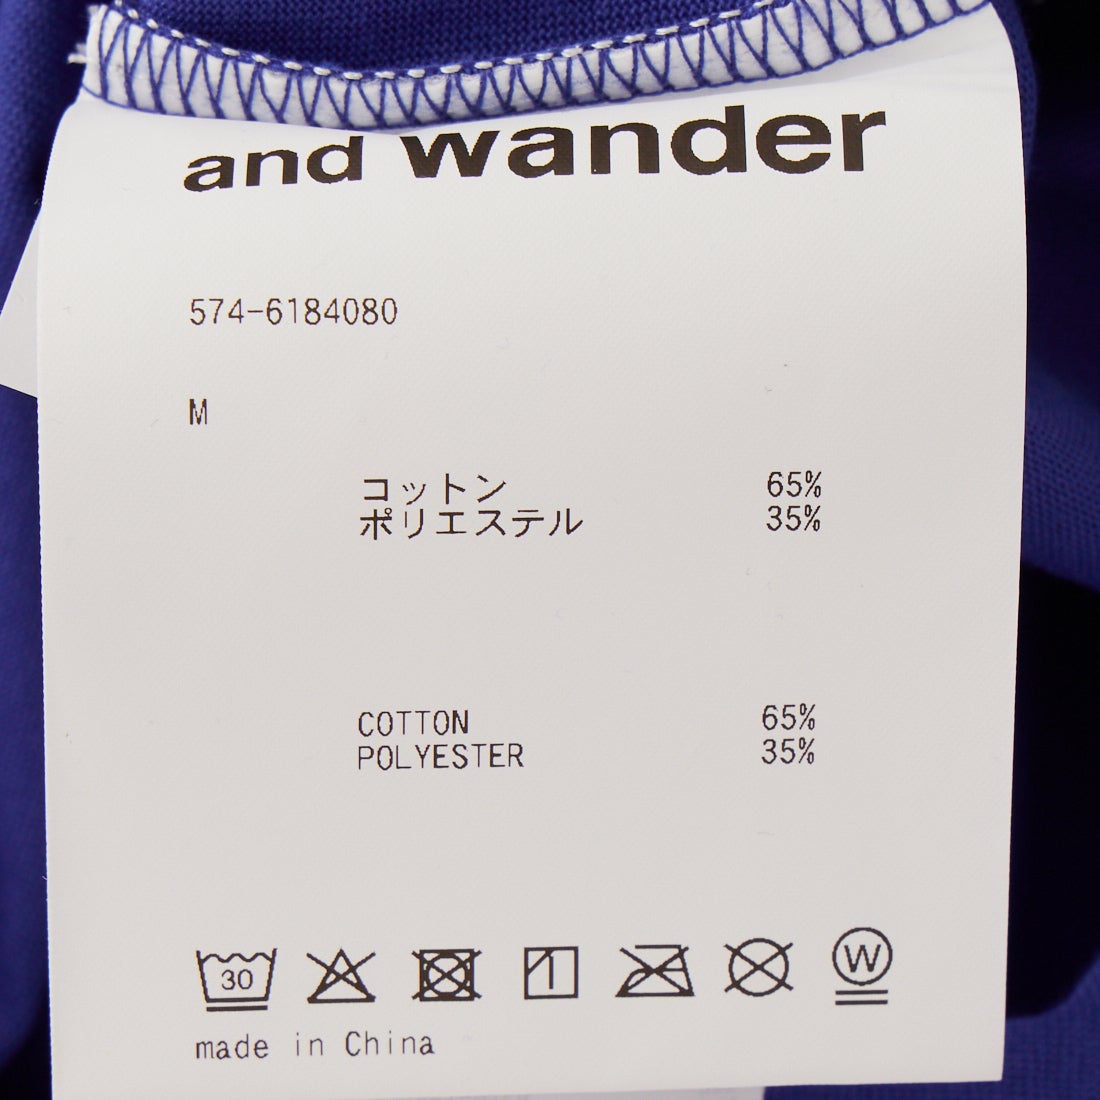 and wander
574-6184080
M
コットン 65%
ポリエステル 35%
COTTON 65%
POLYESTER 35%
30 W
made in China